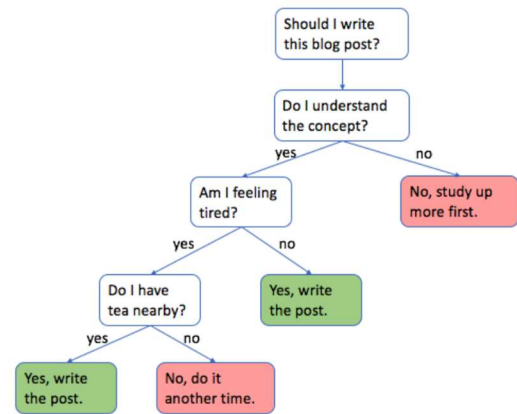 Should I write
this blog post?
Do I understand
the concept?
yes
no
Am I feeling
tired?
No, study up
more first.
yes
no
Do I have
tea nearby?
Yes, write
the post.
yes
no
Yes, write
the post.
No, do it
another time.